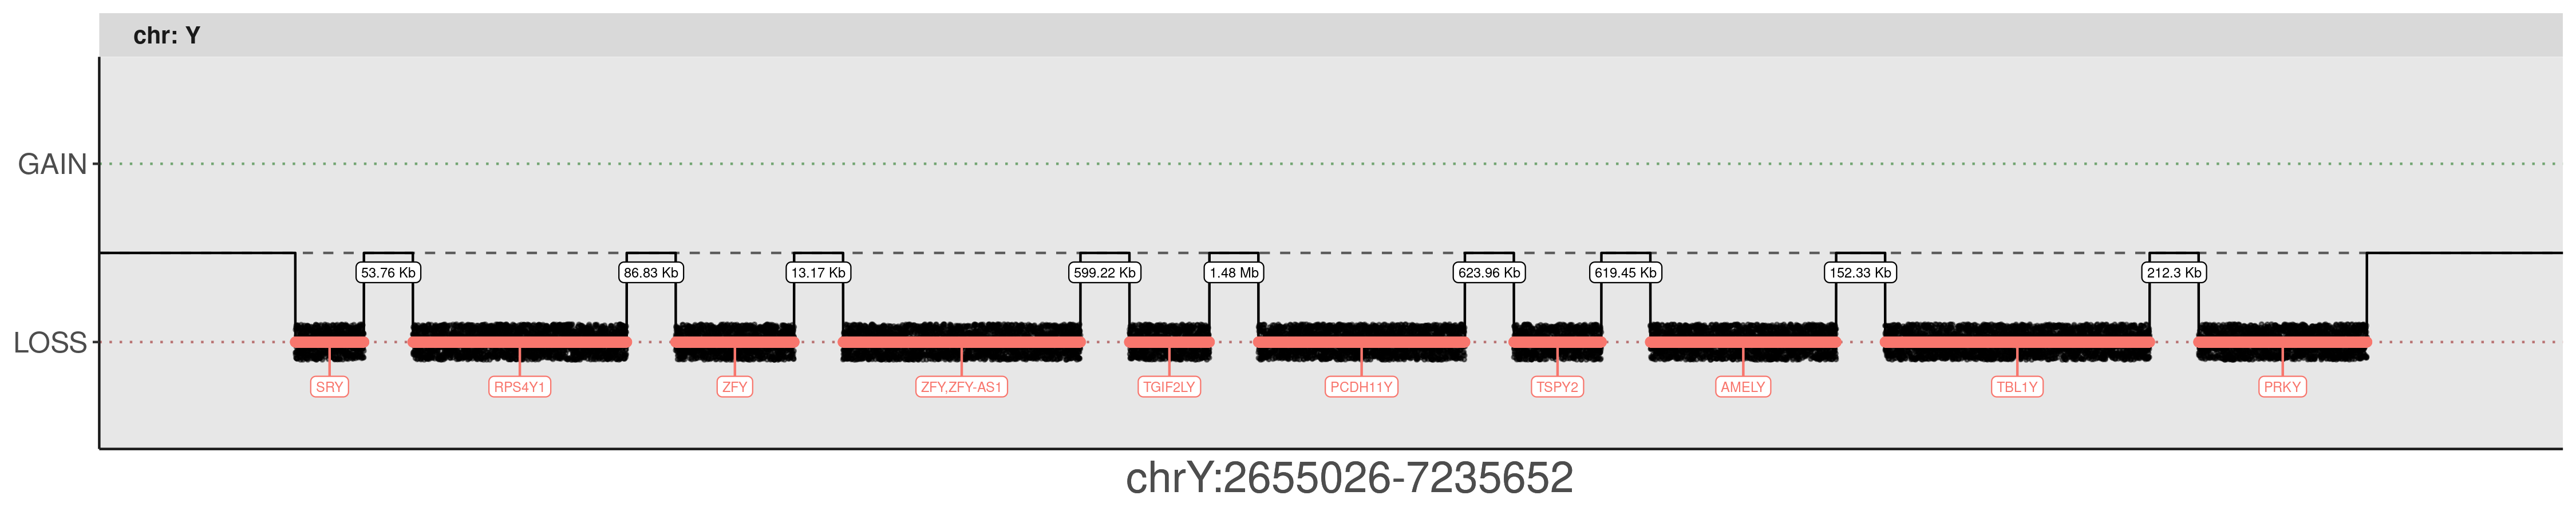 chr: Y
GAIN
53.76 Kb 86.83 Kb 13.17 Kb 599.22 Kb 1.48 Mb 623.96 Kb 619.45 Kb 152.33 Kb 212.3 Kb
LOSS
SRY RPS4Y1 ZFY ZFY,ZFY-AS1 TGIF2LY PCDH11Y TSPY2 AMELY TBL1Y PRKY
chrY:2655026-7235652